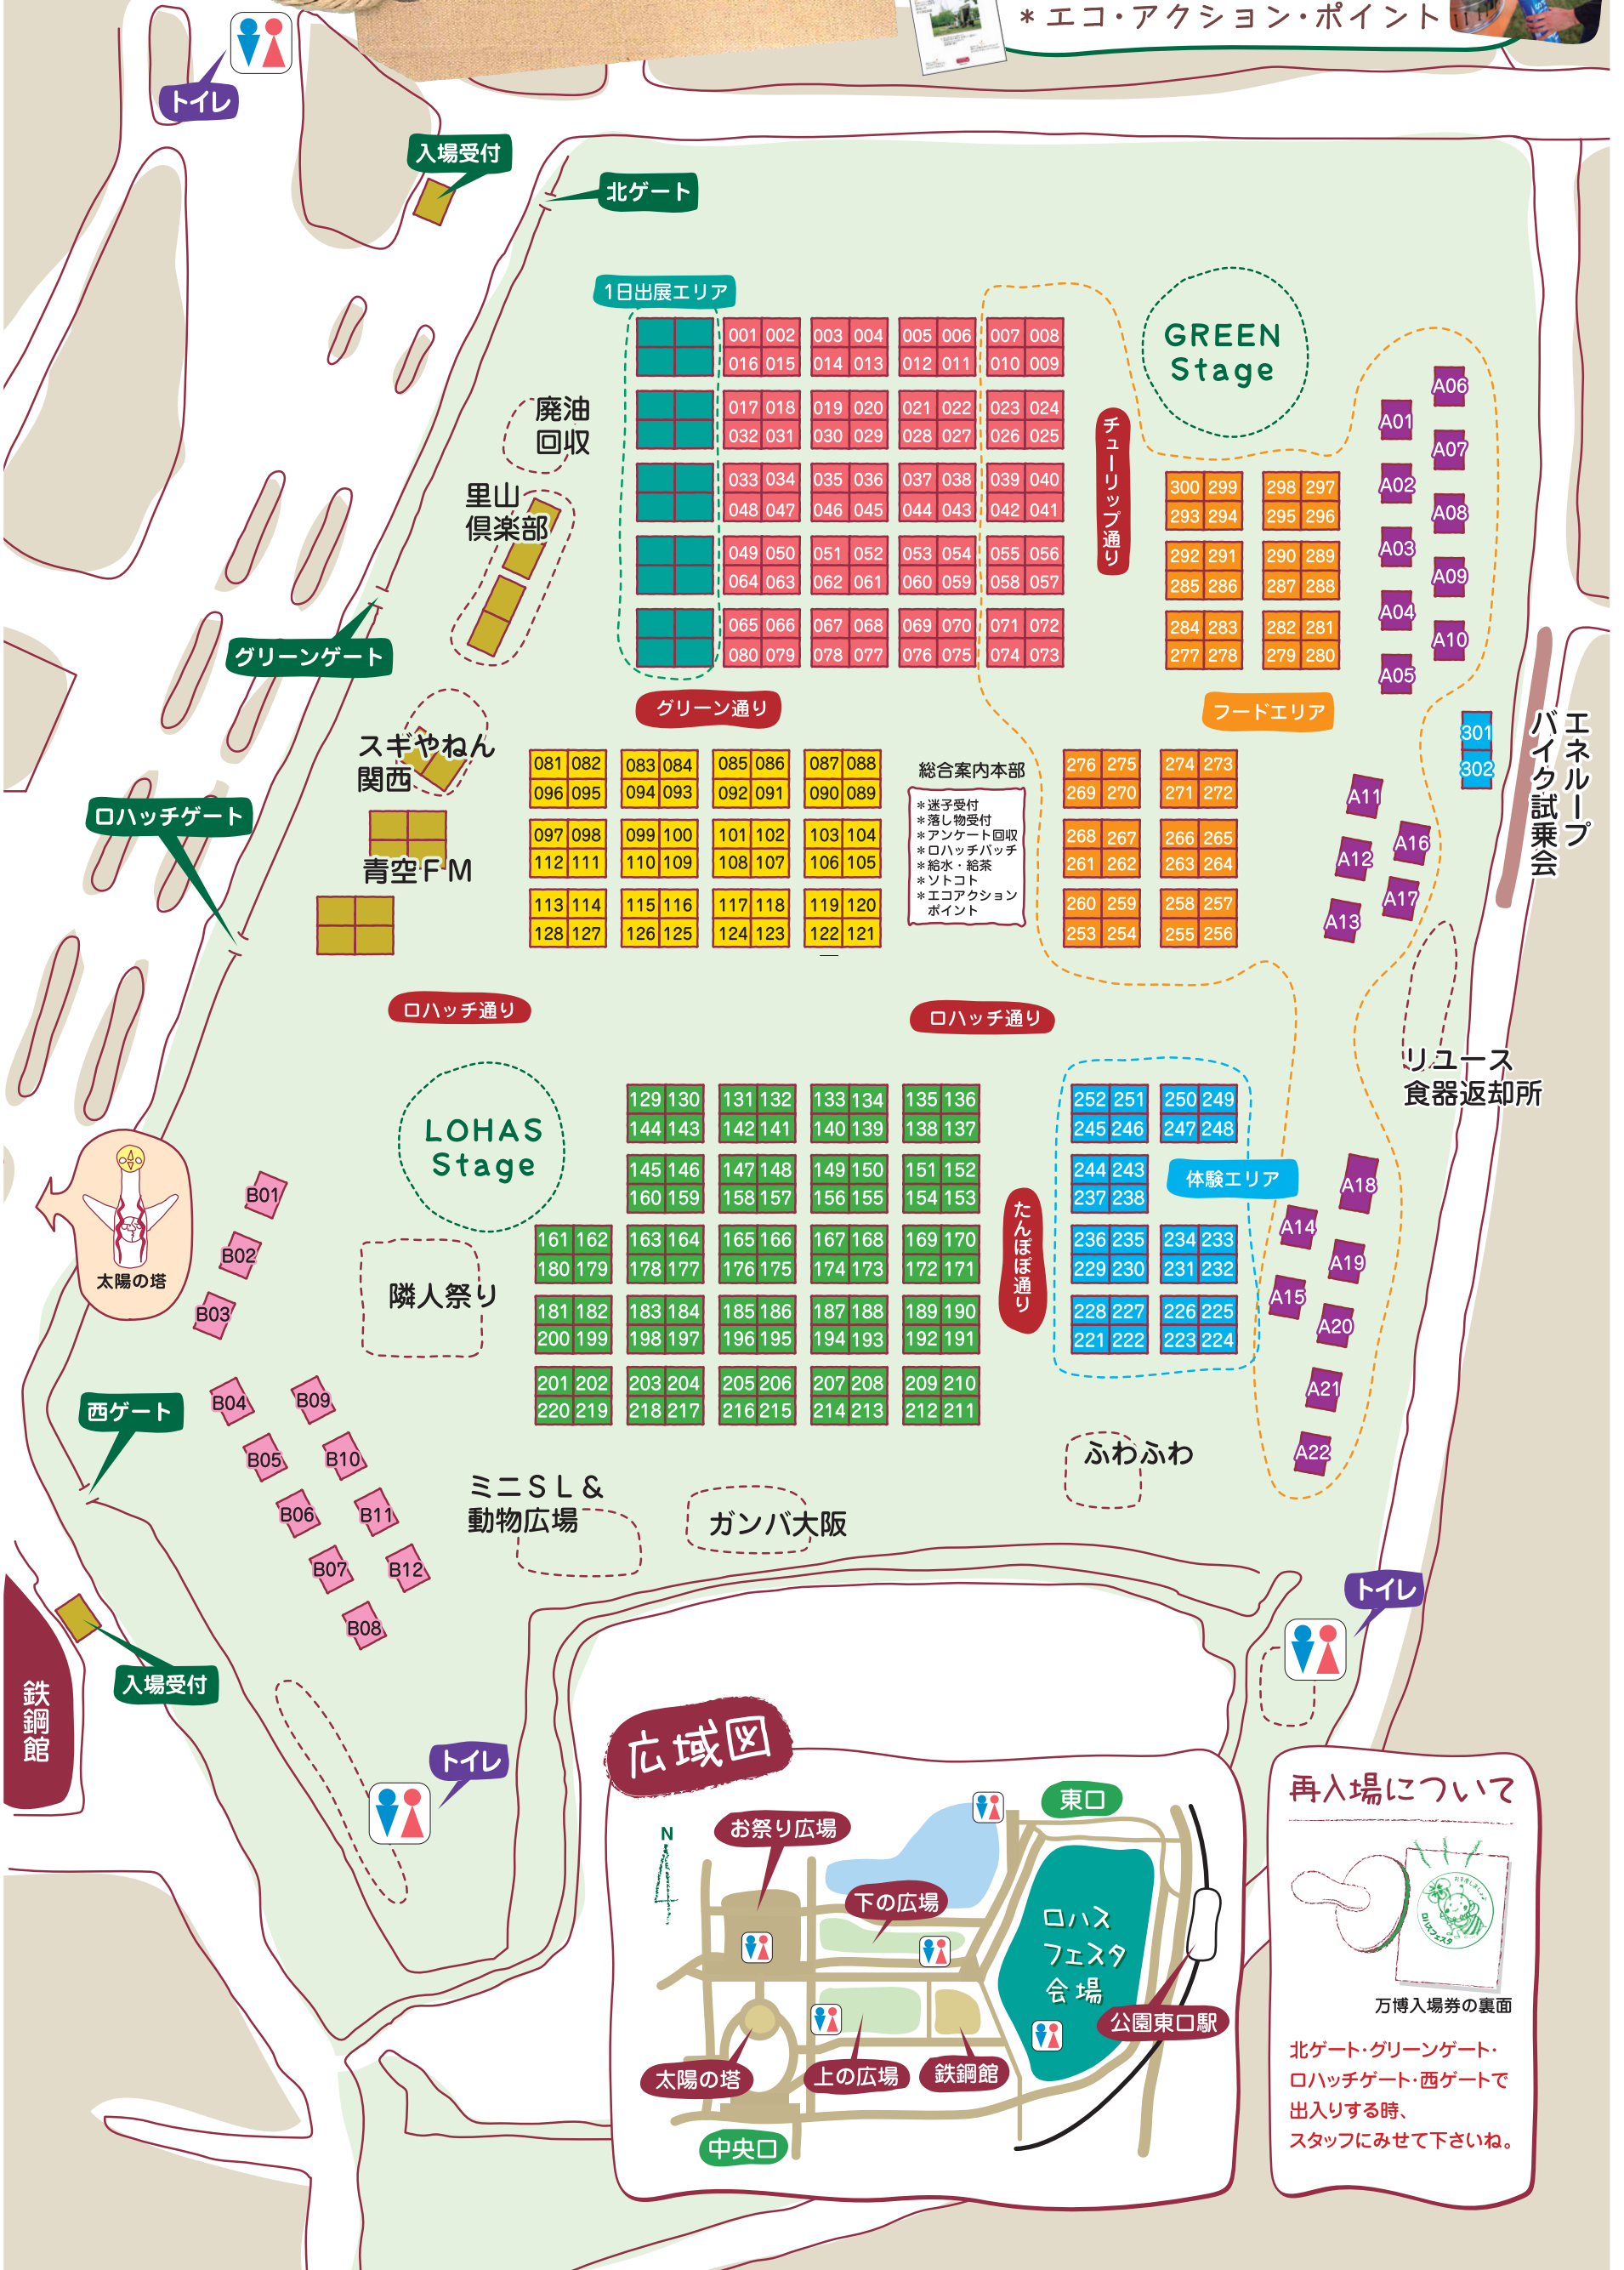 ＊エコ・アクション・ポイント
トイレ
入場受付
北ゲート
1日出展エリア
GREEN
Stage
001 002 003 004 005 006 007 008
016 015 014 013 012 011 010 009
017 018 019 020 021 022 023 024
032 031 030 029 028 027 026 025
033 034 035 036 037 038 039 040
048 047 046 045 044 043 042 041
049 050 051 052 053 054 055 056
064 063 062 061 060 059 058 057
065 066 067 068 069 070 071 072
080 079 078 077 076 075 074 073
廃油
回収
里山
倶楽部
グリーンゲート
チューリップ通り
300 299 298 297
293 294 295 296
292 291 290 289
285 286 287 288
284 283 282 281
277 278 279 280
A06
A01
A07
A02
A08
A03
A09
A04
A10
A05
グリーン通り
フードエリア
301
302
エネループ
バイク試乗会
スギやねん
関西
ロハッチゲート
青空FM
081 082 083 084 085 086 087 088
096 095 094 093 092 091 090 089
097 098 099 100 101 102 103 104
112 111 110 109 108 107 106 105
113 114 115 116 117 118 119 120
128 127 126 125 124 123 122 121
総合案内本部
＊迷子受付
＊落し物受付
＊アンケート回収
＊ロハッチバッチ
＊給水・給茶
＊ソトコト
＊エコアクション
ポイント
276 275 274 273
269 270 271 272
268 267 266 265
261 262 263 264
260 259 258 257
253 254 255 256
A11
A16
A12
A17
A13
ロハッチ通り
ロハッチ通り
リユース
食器返却所
LOHAS
Stage
129 130 131 132 133 134 135 136
144 143 142 141 140 139 138 137
145 146 147 148 149 150 151 152
160 159 158 157 156 155 154 153
161 162 163 164 165 166 167 168 169 170
180 179 178 177 176 175 174 173 172 171
181 182 183 184 185 186 187 188 189 190
200 199 198 197 196 195 194 193 192 191
201 202 203 204 205 206 207 208 209 210
220 219 218 217 216 215 214 213 212 211
たんぽぽ通り
252 251 250 249
245 246 247 248
244 243
237 238
体験エリア
236 235 234 233
229 230 231 232
228 227 226 225
221 222 223 224
A18
A14
A19
A15
A20
A21
A22
太陽の塔
B01
B02
B03
隣人祭り
西ゲート
B04
B09
B05
B10
B06
B11
B07
B12
B08
ミニSL&
動物広場
ガンバ大阪
ふわふわ
トイレ
入場受付
鉄鋼館
トイレ
広域図
N
お祭り広場
東口
下の広場
ロハス
フェスタ
会場
公園東口駅
太陽の塔
上の広場
鉄鋼館
中央口
再入場について
ロハスフェスタ
万博入場券の裏面
北ゲート・グリーンゲート・
ロハッチゲート・西ゲートで
出入りする時、
スタッフにみせて下さいね。